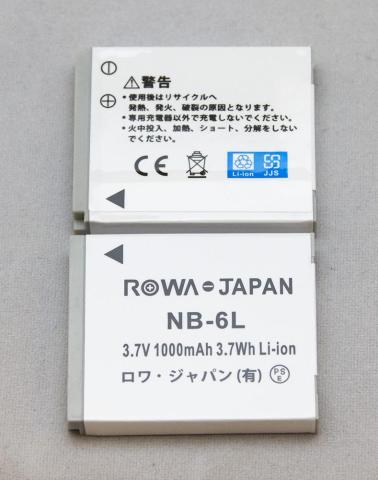 ⚠警告
・使用後はリサイクルへ
発熱、発火、破裂の原因となります。
・専用充電器以外で充電しないでください。
・火中投入、加熱、ショート、分解をしない
でください。
CE Li-ion JJS
ROWA-JAPAN
NB-6L
3.7V 1000mAh 3.7Wh Li-ion
ロワ・ジャパン(有) PSE